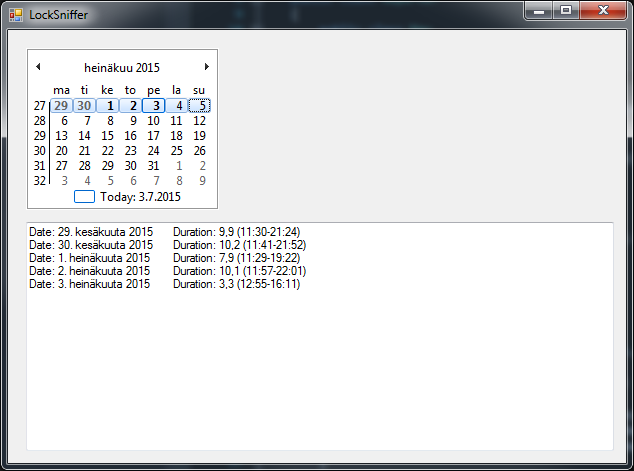 LockSniffer
heinäkuu 2015
ma ti ke to pe la su
27 29 30 1 2 3 4 5
28 6 7 8 9 10 11 12
29 13 14 15 16 17 18 19
30 20 21 22 23 24 25 26
31 27 28 29 30 31 1 2
32 3 4 5 6 7 8 9
Today: 3.7.2015
Date: 29. kesäkuuta 2015 Duration: 9,9 (11:30-21:24)
Date: 30. kesäkuuta 2015 Duration: 10,2 (11:41-21:52)
Date: 1. heinäkuuta 2015 Duration: 7,9 (11:29-19:22)
Date: 2. heinäkuuta 2015 Duration: 10,1 (11:57-22:01)
Date: 3. heinäkuuta 2015 Duration: 3,3 (12:55-16:11)